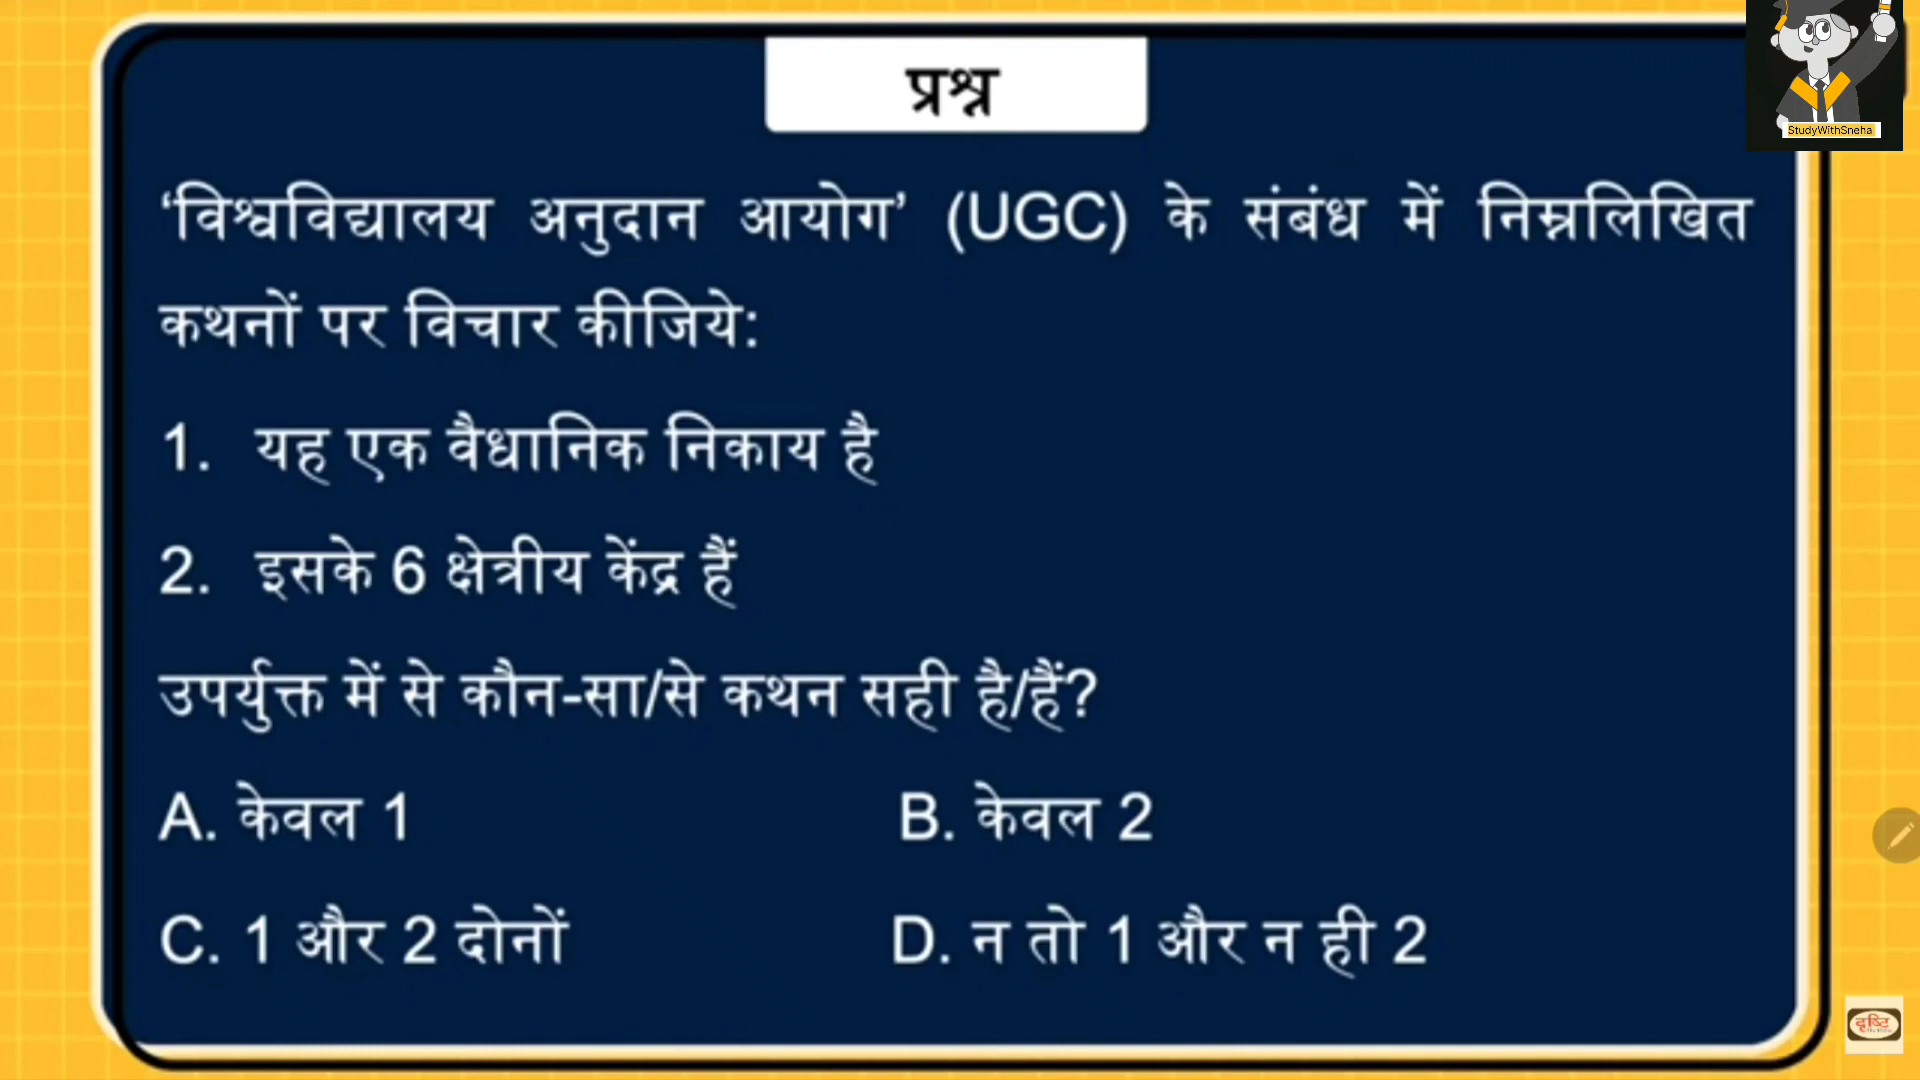 प्रश्न
StudyWithSneha
‘विश्वविद्यालय अनुदान आयोग’ (UGC) के संबंध में निम्नलिखित
कथनों पर विचार कीजिये:
1. यह एक वैधानिक निकाय है
2. इसके 6 क्षेत्रीय केंद्र हैं
उपर्युक्त में से कौन-सा/से कथन सही है/हैं?
A. केवल 1 B. केवल 2
C. 1 और 2 दोनों D. न तो 1 और न ही 2
दृष्टि